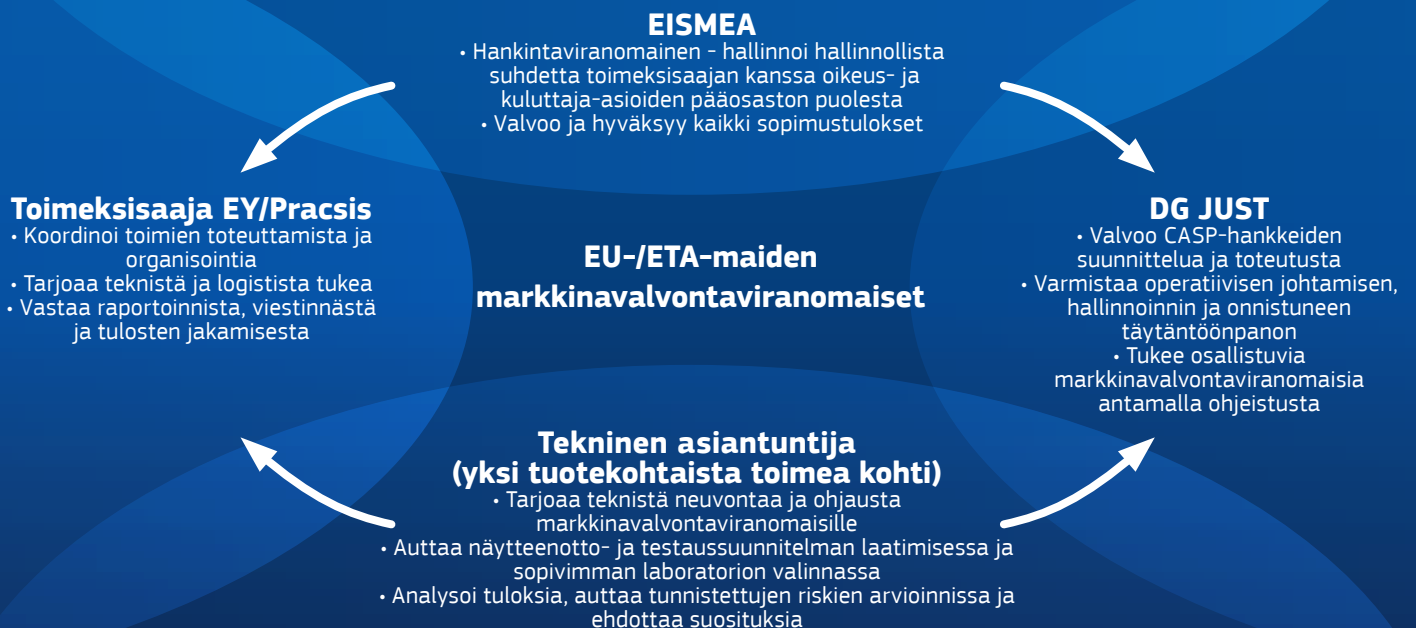 EISMEA
• Hankintaviranomainen - hallinnoi hallinnollista
suhdetta toimeksisaajan kanssa oikeus- ja
kuluttaja-asioiden pääosaston puolesta
• Valvoo ja hyväksyy kaikki sopimustulokset
Toimeksisaaja EY/Pracsis
• Koordinoi toimien toteuttamista ja
organisointia
• Tarjoaa teknistä ja logistista tukea
• Vastaa raportoinnista, viestinnästä
ja tulosten jakamisesta
EU-/ETA-maiden
markkinavalvontaviranomaiset
DG JUST
• Valvoo CASP-hankkeiden
suunnittelua ja toteutusta
• Varmistaa operatiivisen johtamisen,
hallinnoinnin ja onnistuneen
täytäntöönpanon
• Tukee osallistuvia
markkinavalvontaviranomaisia
antamalla ohjeistusta
Tekninen asiantuntija
(yksi tuotekohtaista toimea kohti)
• Tarjoaa teknistä neuvontaa ja ohjausta
markkinavalvontaviranomaisille
• Auttaa näytteenotto- ja testaussuunnitelman laatimisessa ja
sopivimman laboratorion valinnassa
• Analysoi tuloksia, auttaa tunnistettujen riskien arvioinnissa ja
ehdottaa suosituksia